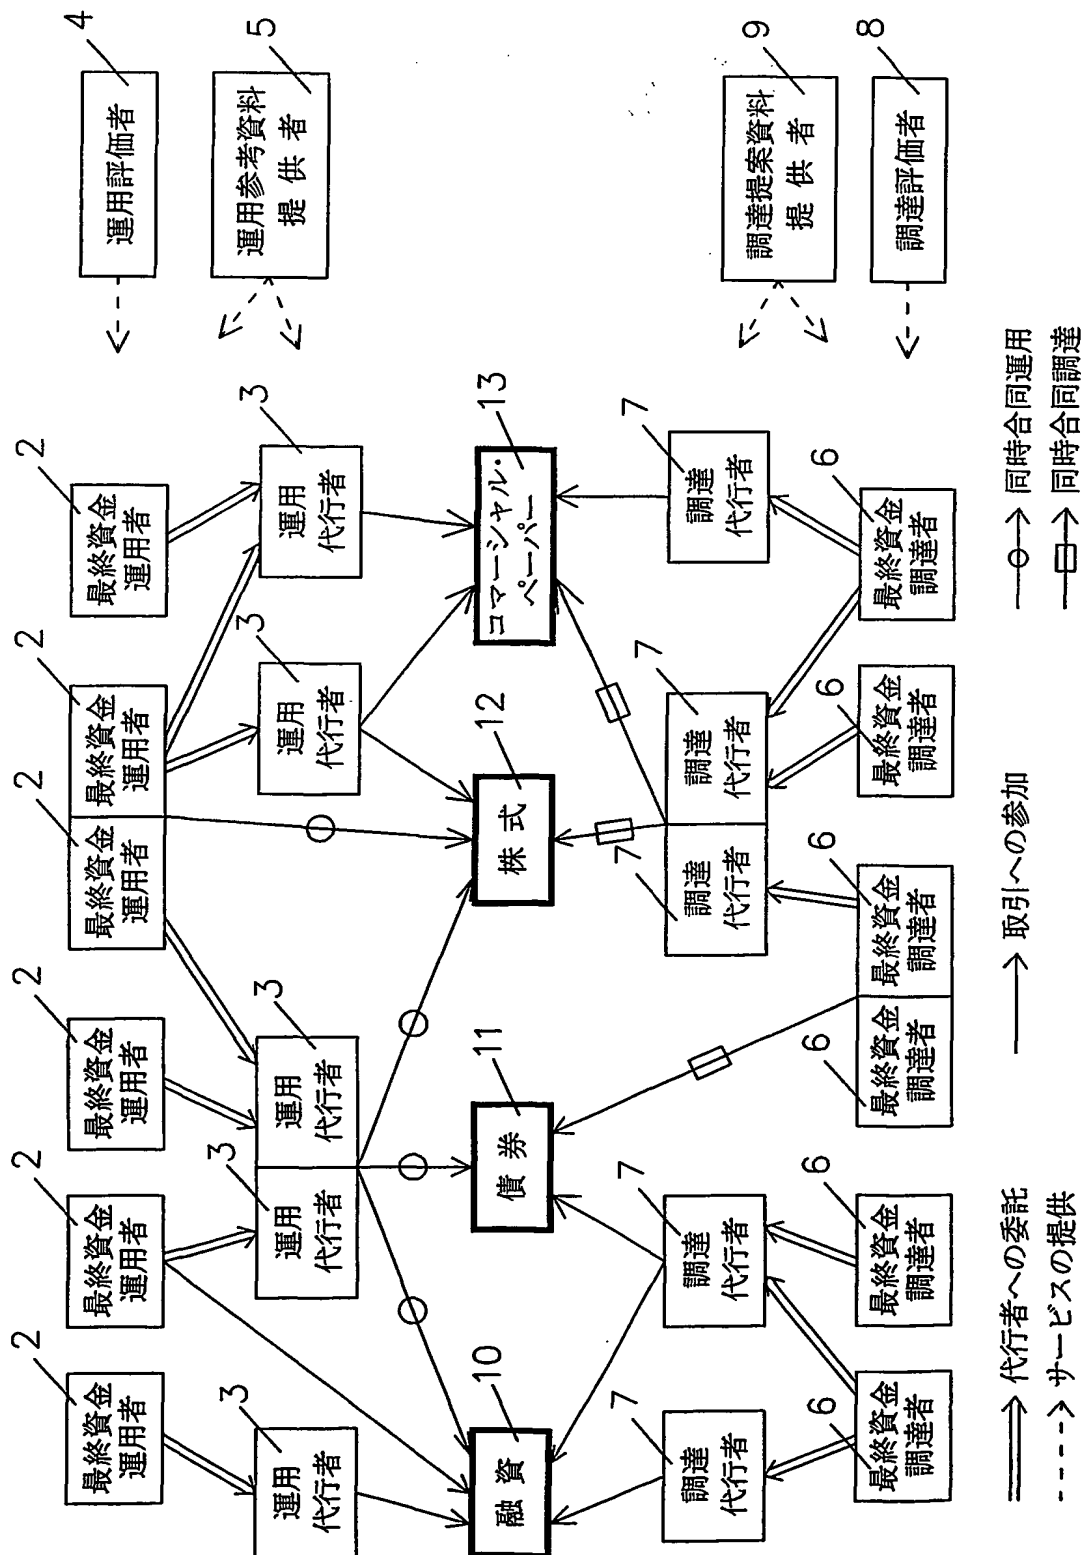 2
最終資金
運用者
2
最終資金
運用者
2
最終資金
運用者
2
最終資金
運用者
2
最終資金
運用者
2
最終資金
運用者
4
運用評価者
3
運用
代行者
3
運用
代行者
3
運用
代行者
3
運用
代行者
3
運用
代行者
5
運用参考資料
提供者
10
融資
11
債券
12
株式
13
コマーシャル・
ペーパー
7
調達
代行者
7
調達
代行者
7
調達
代行者
7
調達
代行者
7
調達
代行者
9
調達提案資料
提供者
6
最終資金
調達者
6
最終資金
調達者
6
最終資金
調達者
6
最終資金
調達者
6
最終資金
調達者
6
最終資金
調達者
8
調達評価者
代行者への委託
取引への参加
同時合同運用
サービスの提供
同時合同調達